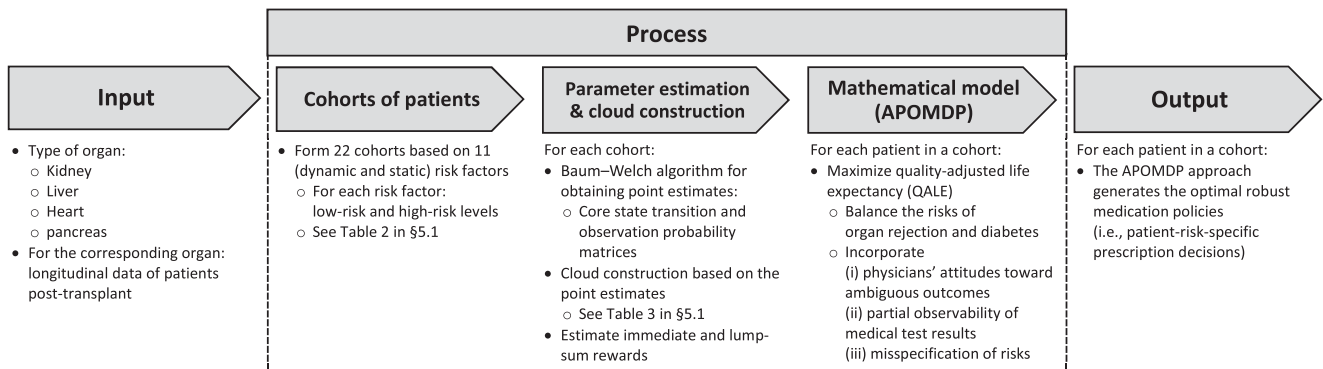 Process
Input
Type of organ:
Kidney
Liver
Heart
pancreas
For the corresponding organ:
longitudinal data of patients
post-transplant
Cohorts of patients
Form 22 cohorts based on 11
(dynamic and static) risk factors
For each risk factor:
low-risk and high-risk levels
See Table 2 in §5.1
Parameter estimation
& cloud construction
For each cohort:
Baum–Welch algorithm for
obtaining point estimates:
Core state transition and
observation probability
matrices
Cloud construction based on the
point estimates
See Table 3 in §5.1
Estimate immediate and lump-
sum rewards
Mathematical model
(APOMDP)
For each patient in a cohort:
Maximize quality-adjusted life
expectancy (QALE)
Balance the risks of
organ rejection and diabetes
Incorporate
(i) physicians’ attitudes toward
ambiguous outcomes
(ii) partial observability of
medical test results
(iii) misspecification of risks
Output
For each patient in a cohort:
The APOMDP approach
generates the optimal robust
medication policies
(i.e., patient-risk-specific
prescription decisions)